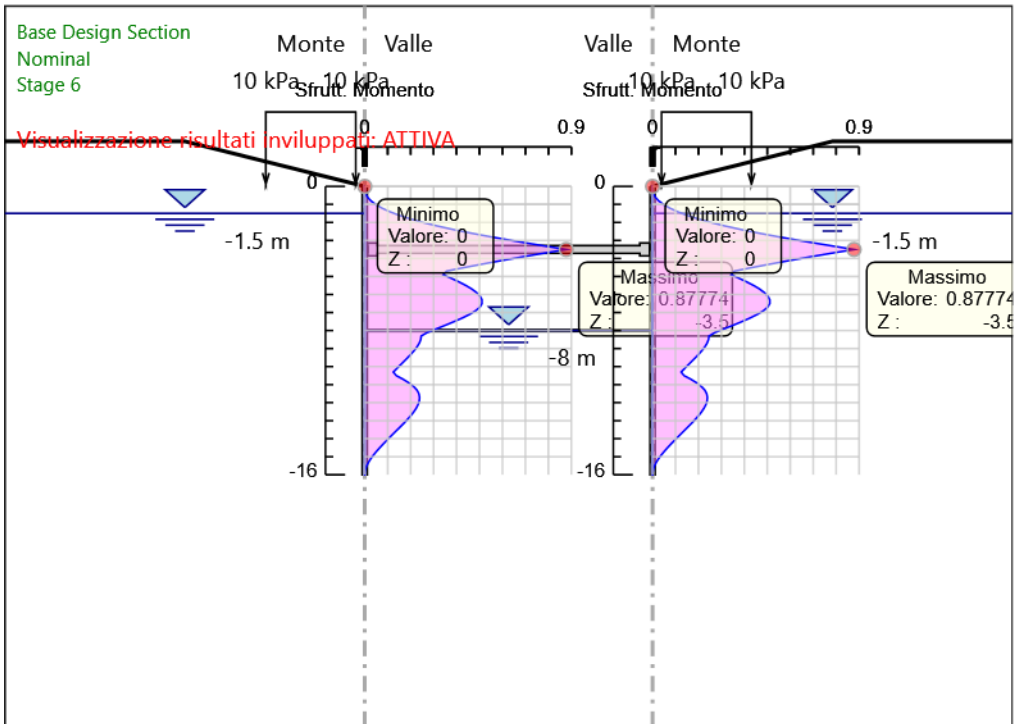 Base Design Section
Nominal
Stage 6
Monte Valle Valle Monte
10 kPa 10 kPa 10 kPa 10 kPa
Sfrutt. Momento Sfrutt. Momento
Visualizzazione risultati inviluppati: ATTIVA
0 0.9 0 0.9
0 0
Minimo Minimo
Valore: 0 Valore: 0
Z : 0 Z : 0
-1.5 m -1.5 m
Massimo Massimo
Valore: 0.87774 Valore: 0.87774
Z : -3.5 Z : -3.5
-8 m
-16 -16